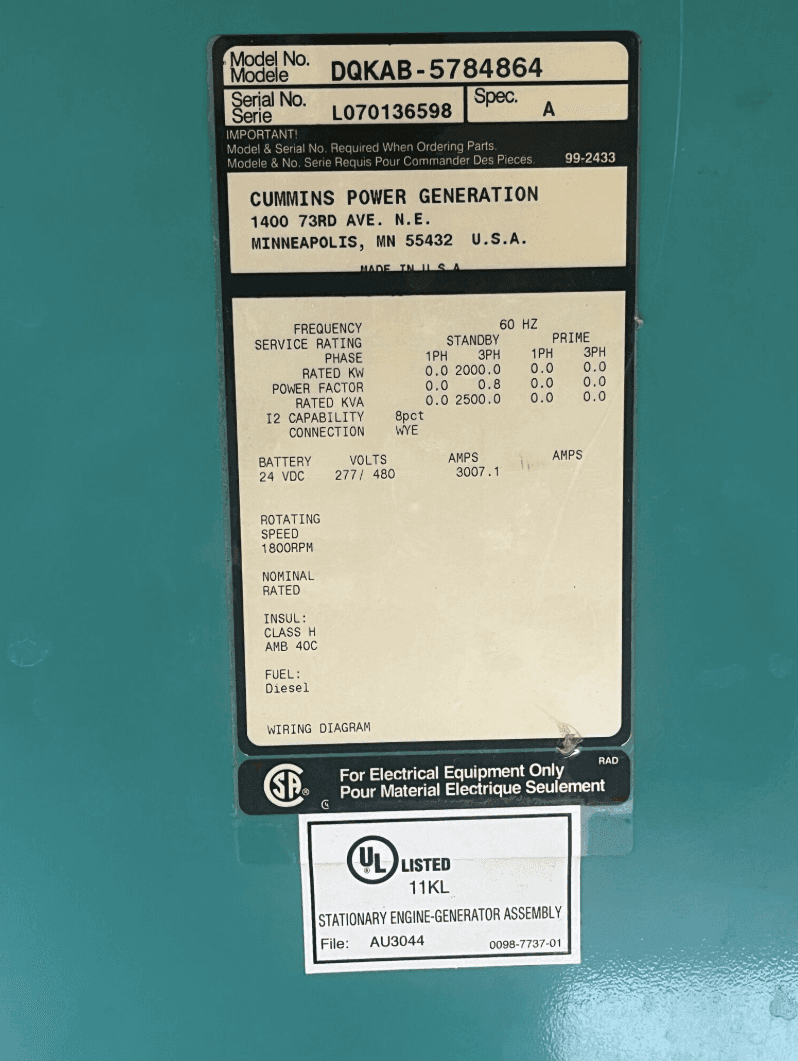 Model No. DQKAB-5784864
Modele
Serial No. L070136598 Spec. A
Serie
IMPORTANT!
Model & Serial No. Required When Ordering Parts.
Modele & No. Serie Requis Pour Commander Des Pieces. 99-2433
CUMMINS POWER GENERATION
1400 73RD AVE. N.E.
MINNEAPOLIS, MN 55432 U.S.A.
MADE IN U S A
FREQUENCY 60 HZ
SERVICE RATING STANDBY PRIME
PHASE 1PH 3PH 1PH 3PH
RATED KW 0.0 2000.0 0.0 0.0
POWER FACTOR 0.0 0.8 0.0 0.0
RATED KVA 0.0 2500.0 0.0 0.0
I2 CAPABILITY 8pct
CONNECTION WYE
BATTERY VOLTS AMPS AMPS
24 VDC 277/ 480 3007.1
ROTATING
SPEED
1800RPM
NOMINAL
RATED
INSUL:
CLASS H
AMB 40C
FUEL:
Diesel
WIRING DIAGRAM
RAD
SA ® For Electrical Equipment Only
Pour Material Electrique Seulement
UL ® LISTED
11KL
STATIONARY ENGINE-GENERATOR ASSEMBLY
File: AU3044 0098-7737-01